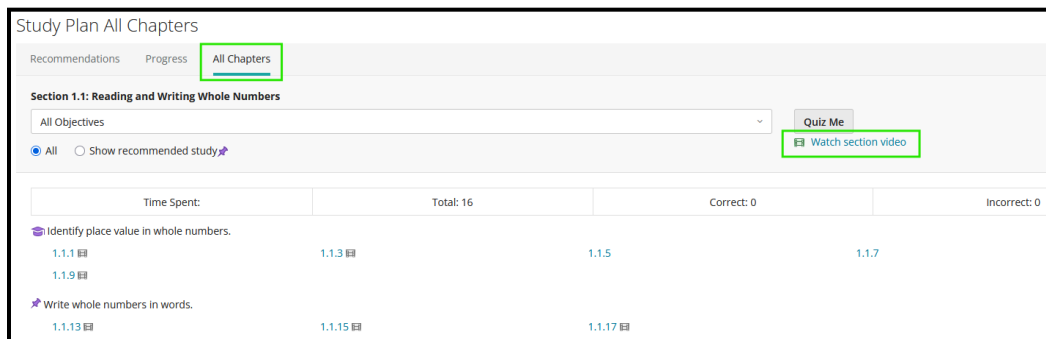 Study Plan All Chapters
Recommendations Progress All Chapters
Section 1.1: Reading and Writing Whole Numbers
All Objectives
Quiz Me
Watch section video
All Show recommended study
Time Spent: Total: 16 Correct: 0 Incorrect: 0
Identify place value in whole numbers.
1.1.1 1.1.3 1.1.5 1.1.7
1.1.9
Write whole numbers in words.
1.1.13 1.1.15 1.1.17